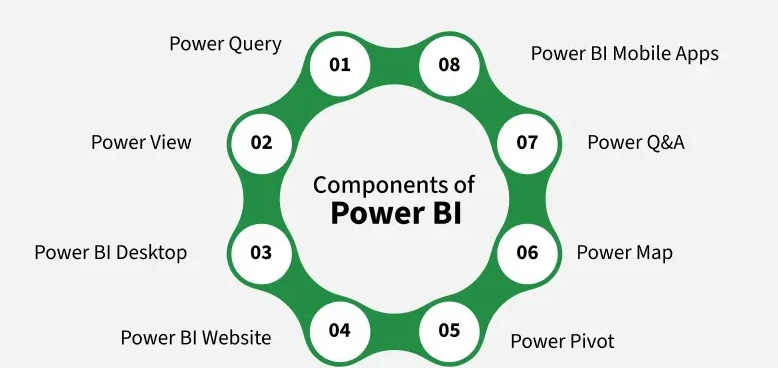 Power Query
01
08
Power BI Mobile Apps
Power View
02
07
Power Q&A
Components of
Power BI
Power BI Desktop
03
06
Power Map
Power BI Website
04
05
Power Pivot